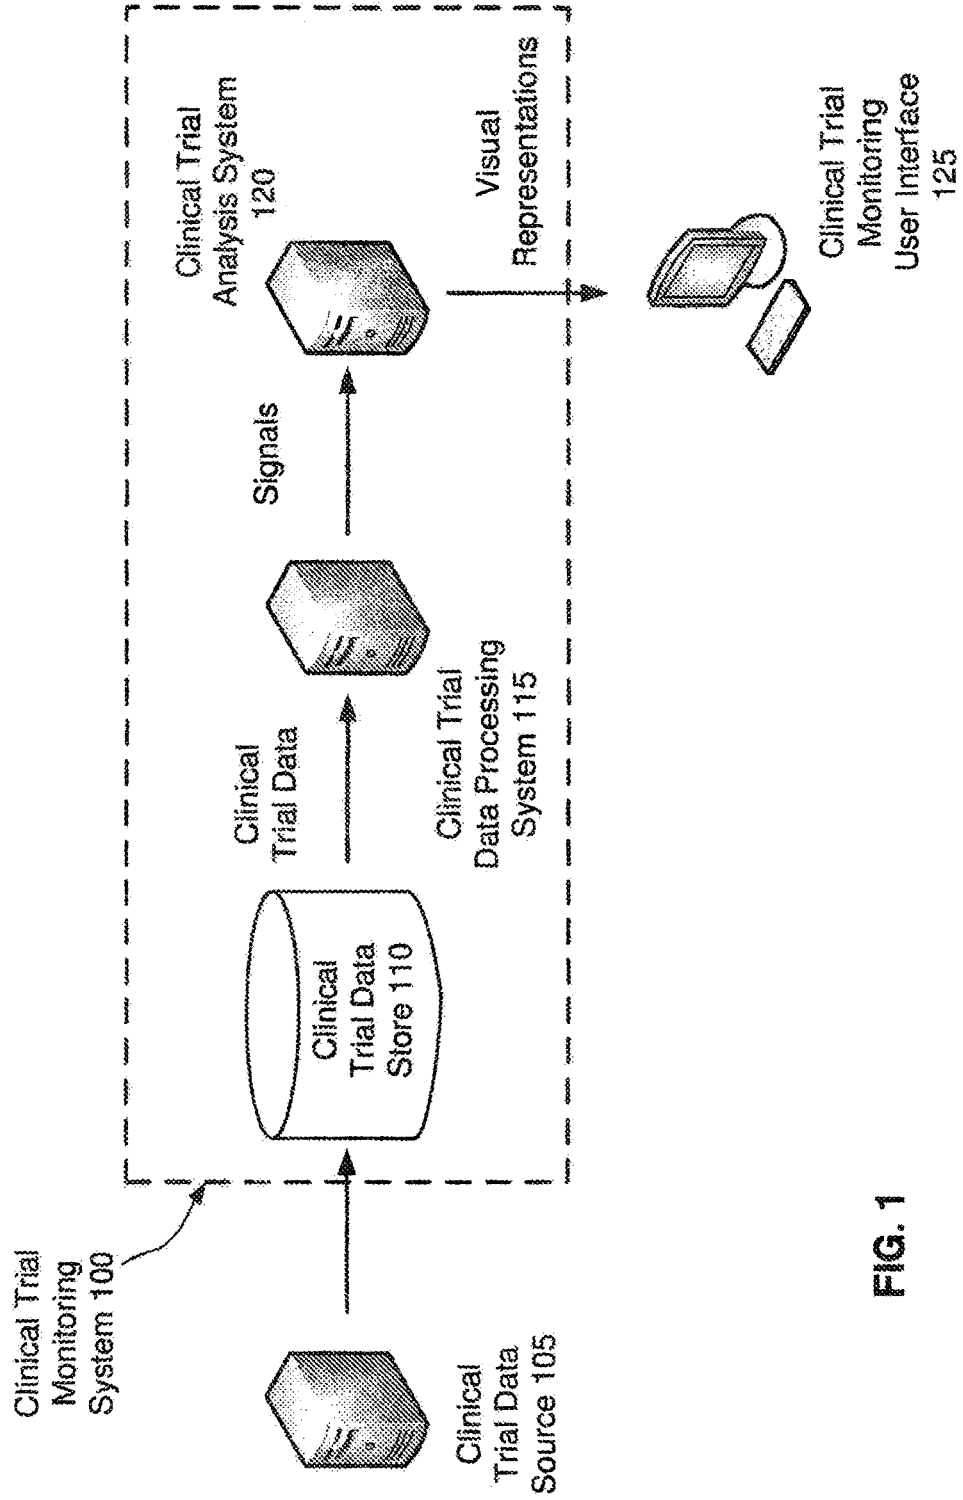 Clinical Trial
Monitoring
System 100
Clinical Trial
Analysis System
120
Clinical
Trial Data
Signals
Clinical
Trial Data
Store 110
Clinical Trial
Data Processing
System 115
Visual
Representations
Clinical
Trial Data
Source 105
Clinical Trial
Monitoring
User Interface
125
FIG. 1